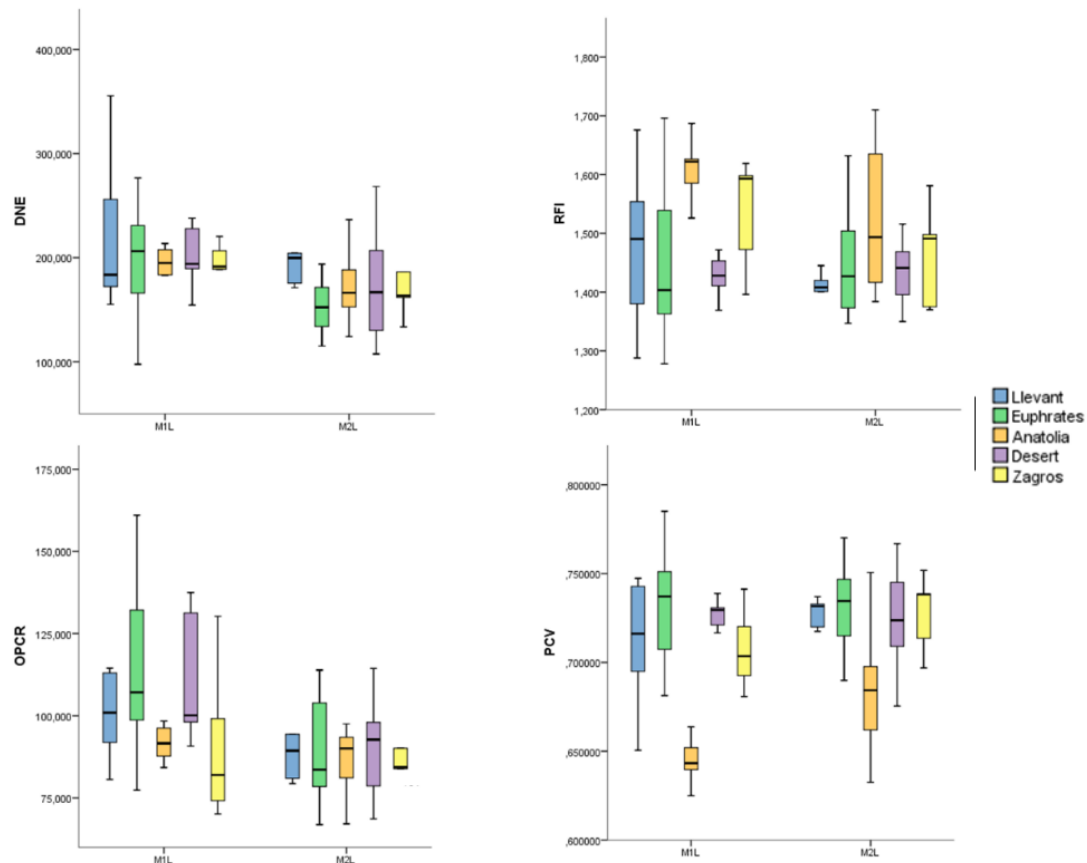 400,000
300,000
200,000
100,000
DNE
M1L M2L
1,800
1,700
1,600
1,500
1,400
1,300
1,200
RFI
M1L M2L
Llevant
Euphrates
Anatolia
Desert
Zagros
175,000
150,000
125,000
100,000
75,000
OPCR
M1L M2L
,800000
,750000
,700000
,650000
,600000
PCV
M1L M2L